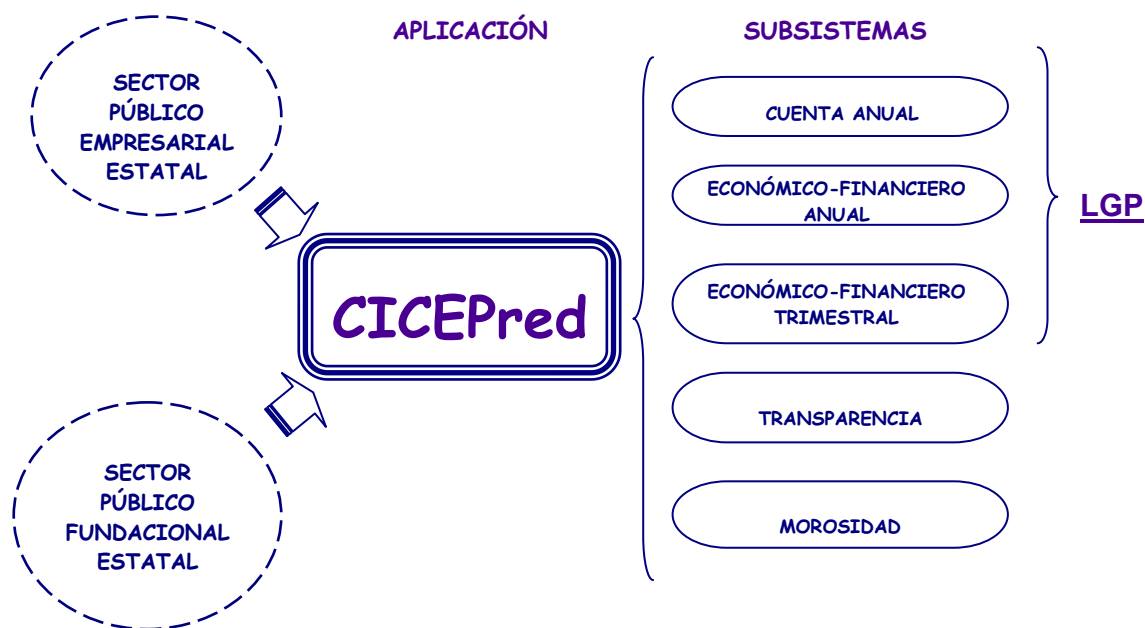 APLICACIÓN
SUBSISTEMAS
SECTOR
PÚBLICO
EMPRESARIAL
ESTATAL
CICEPred
SECTOR
PÚBLICO
FUNDACIONAL
ESTATAL
CUENTA ANUAL
ECONÓMICO-FINANCIERO
ANUAL
ECONÓMICO-FINANCIERO
TRIMESTRAL
TRANSPARENCIA
MOROSIDAD
LGP